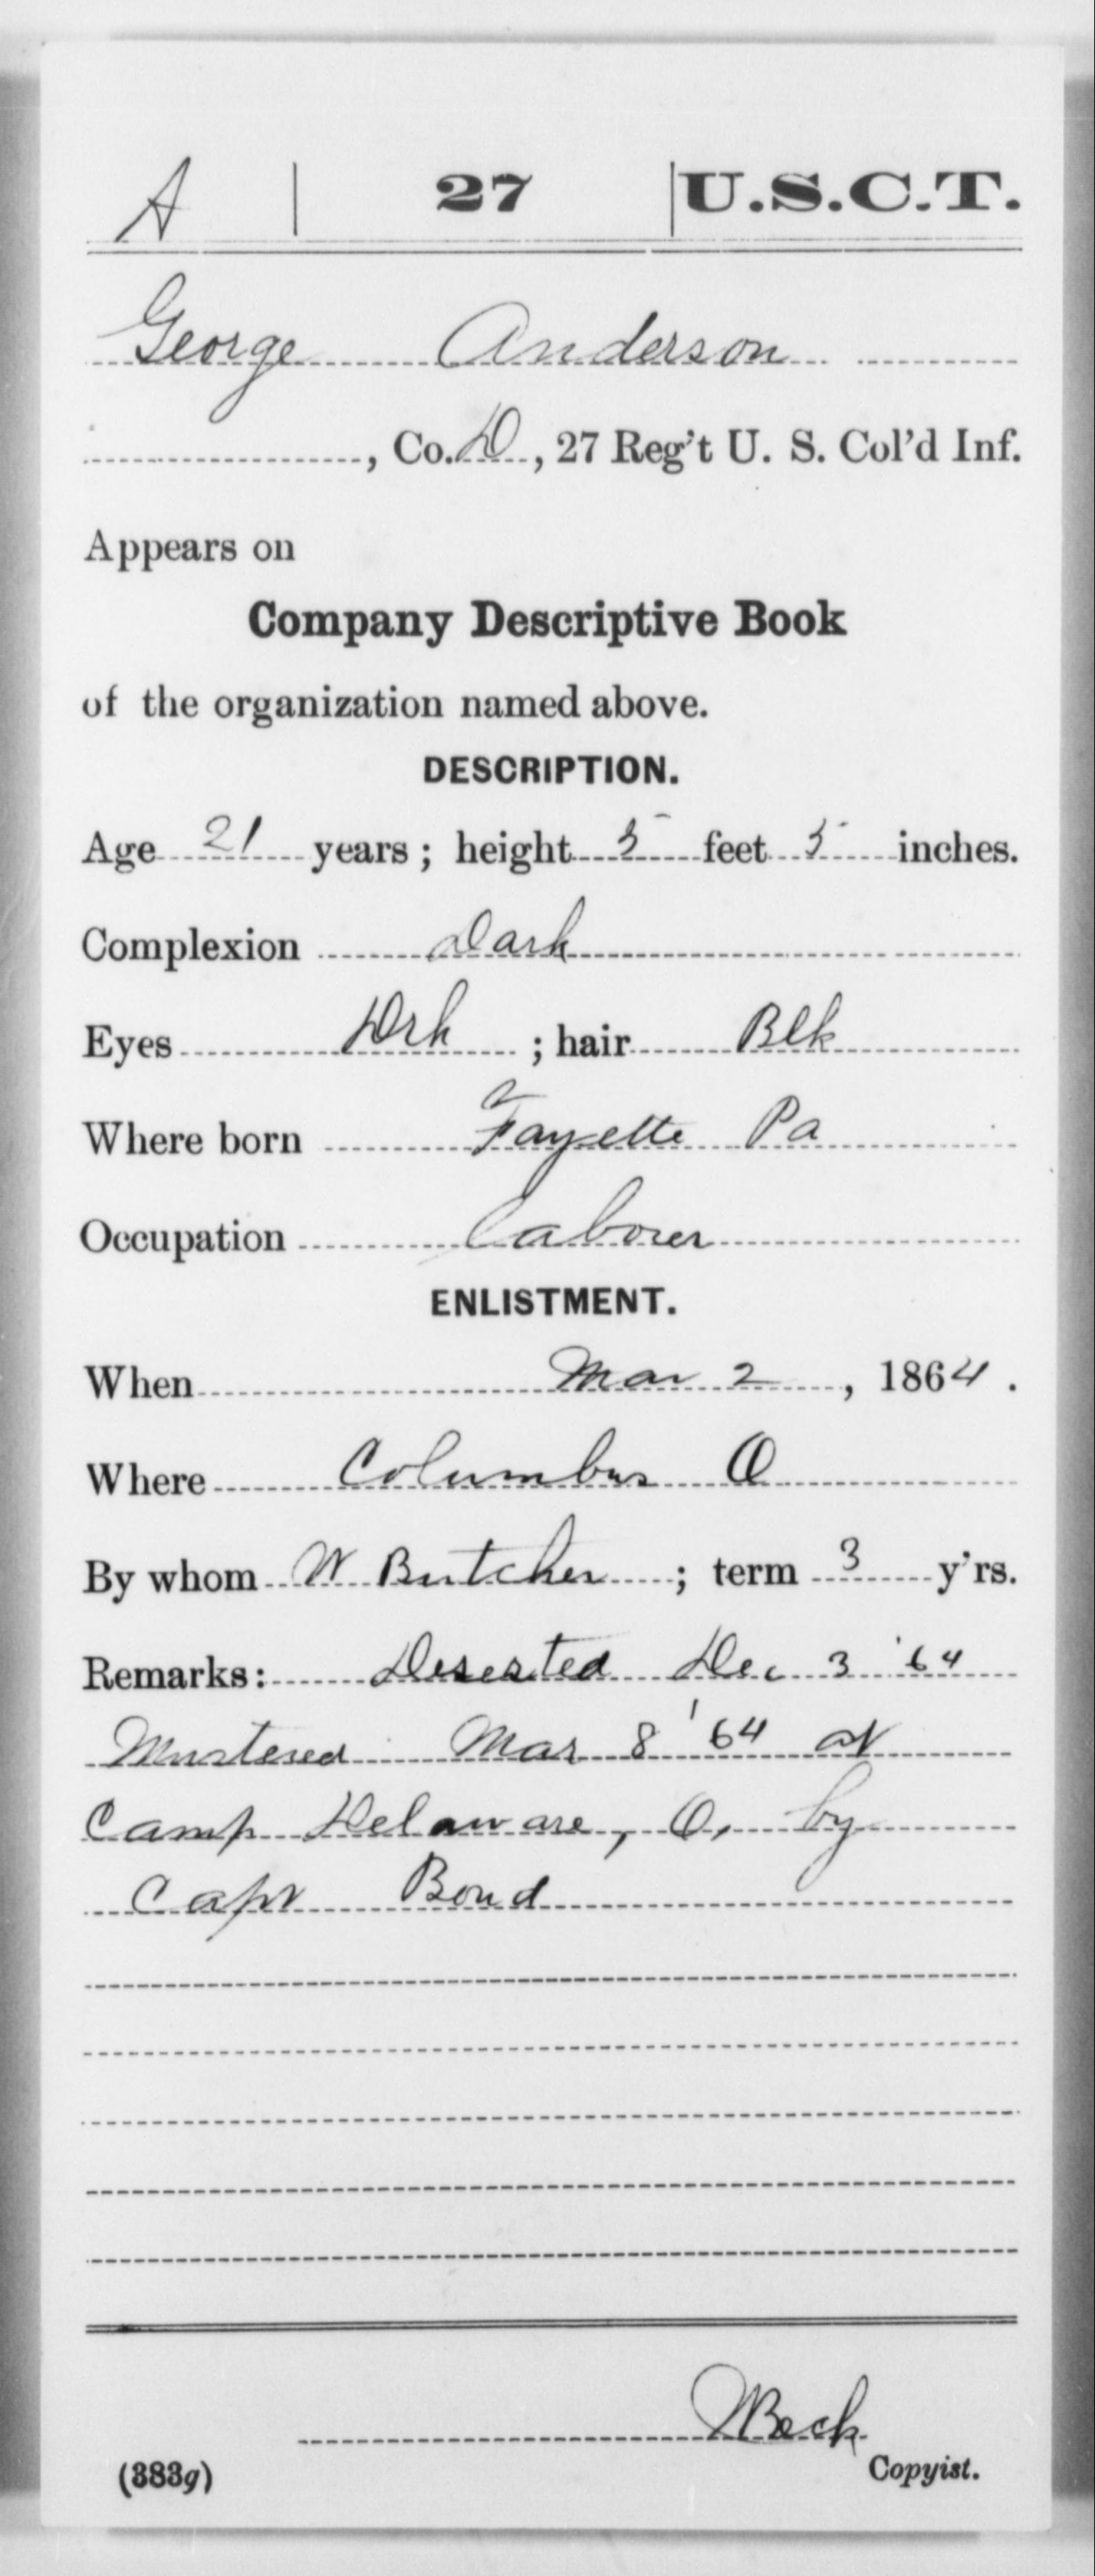 A 27 U.S.C.T.
George Anderson
, Co. D, 27 Reg't U. S. Col'd Inf.
Appears on
Company Descriptive Book
of the organization named above.
DESCRIPTION.
Age 21 years; height 5 feet 5 inches.
Complexion Dark
Eyes Drk ; hair Blk
Where born Fayette Pa
Occupation Laborer
ENLISTMENT.
When Mar 2, 1864.
Where Columbus O
By whom W Butcher; term 3 y'rs.
Remarks: Deserted Dec 3 '64
Mustered Mar 8 '64 at
Camp Delaware, O, by
Capt Bond
Beck
(383g) Copyist.